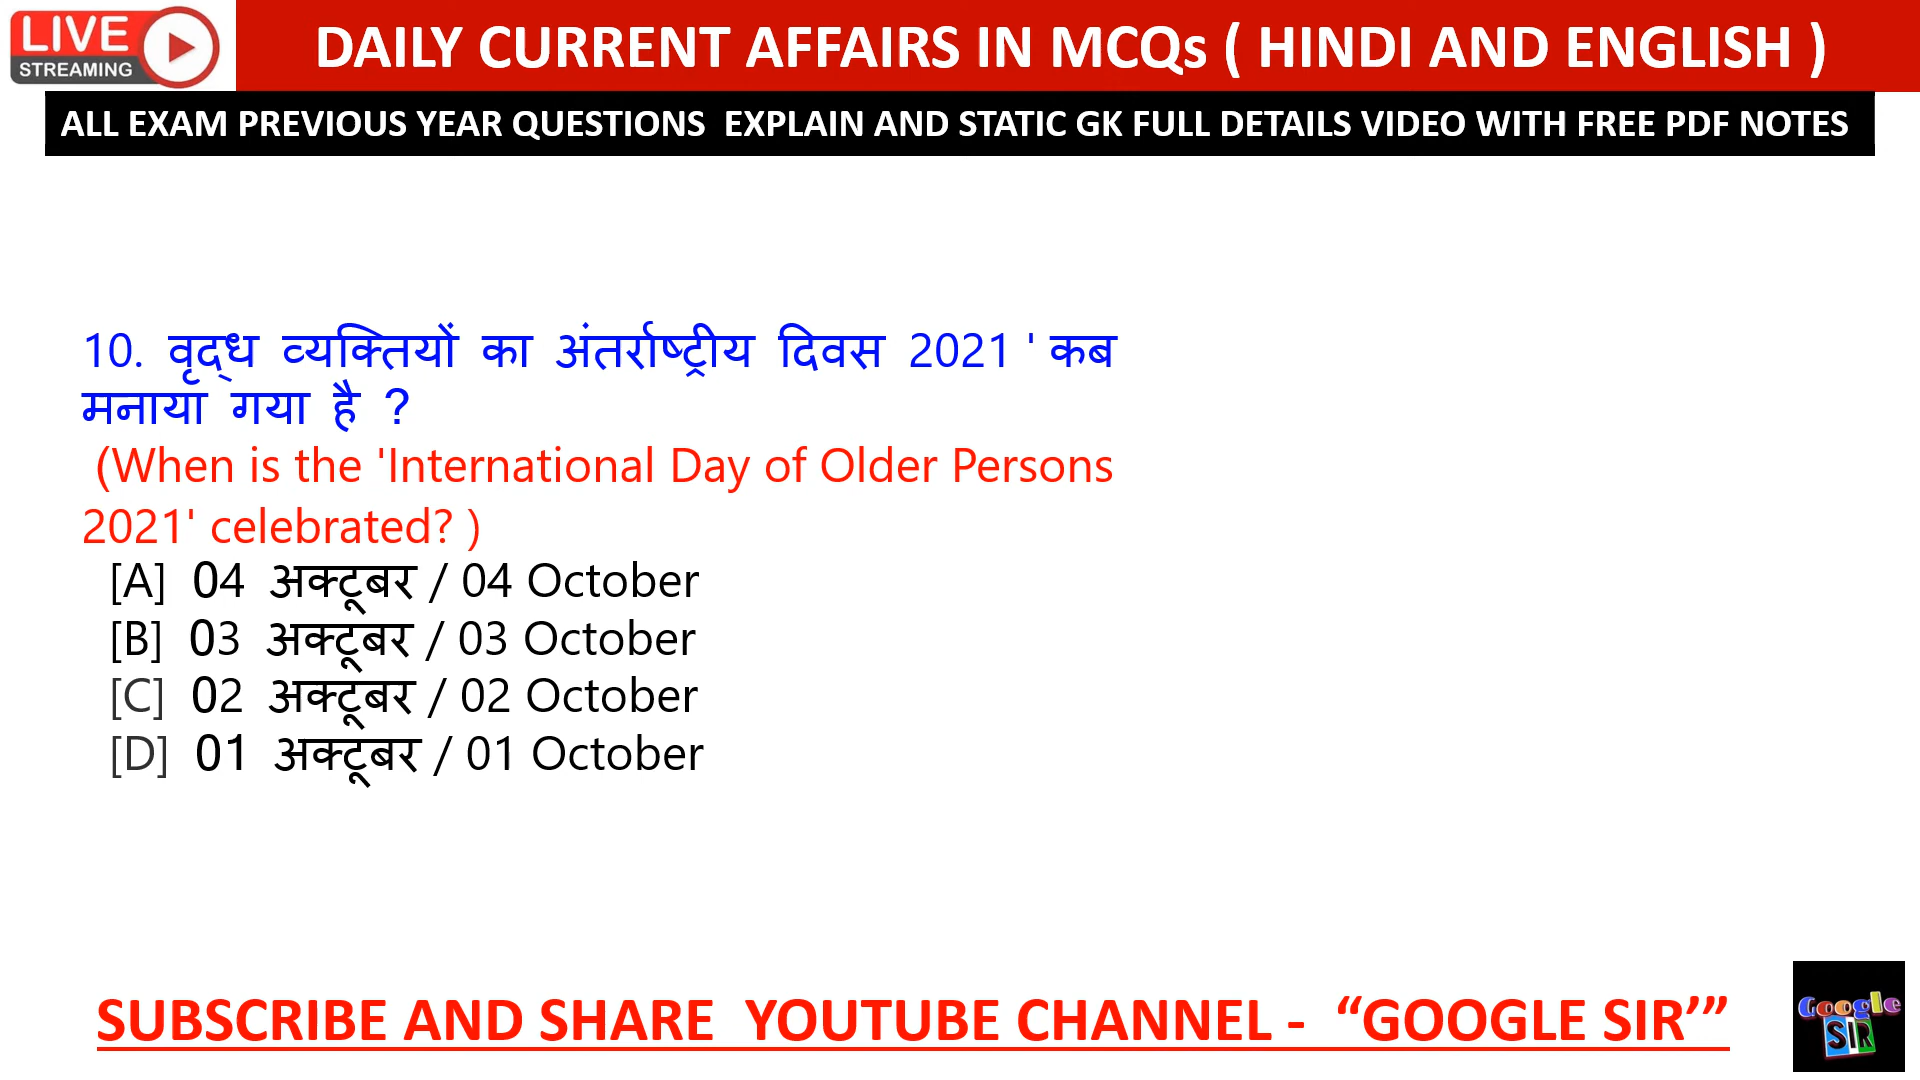 LIVE
STREAMING
DAILY CURRENT AFFAIRS IN MCQs ( HINDI AND ENGLISH )
ALL EXAM PREVIOUS YEAR QUESTIONS EXPLAIN AND STATIC GK FULL DETAILS VIDEO WITH FREE PDF NOTES
10. वृद्ध व्यक्तियों का अंतर्राष्ट्रीय दिवस 2021 ' कब
मनाया गया है ?
(When is the 'International Day of Older Persons
2021' celebrated? )
[A] 04 अक्टूबर / 04 October
[B] 03 अक्टूबर / 03 October
[C] 02 अक्टूबर / 02 October
[D] 01 अक्टूबर / 01 October
SUBSCRIBE AND SHARE YOUTUBE CHANNEL - “GOOGLE SIR’”
Google
SIR